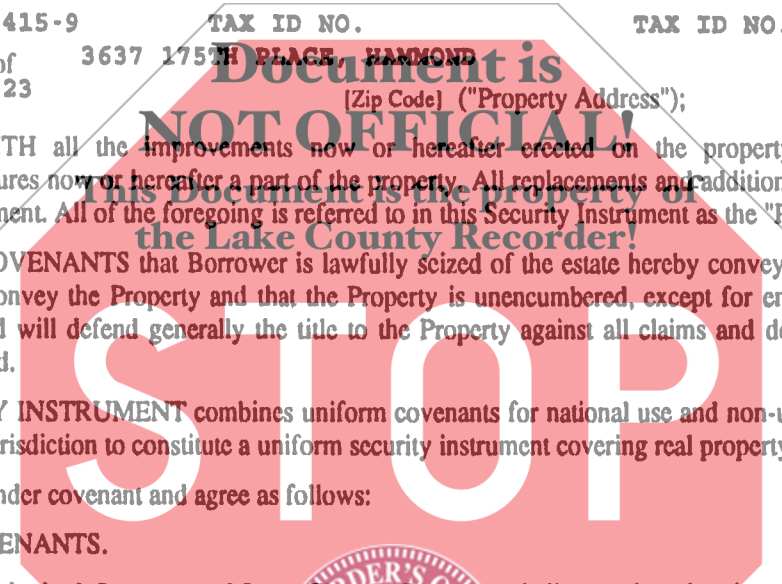 415-9 TAX ID NO. TAX ID NO.
of 3637 175TH PLACE, HAMMOND
Document is
23 [Zip Code] ("Property Address");
NOT OFFICIAL!
TH all the improvements now or hereafter erected on the propert
ures now or hereafter a part of the property. All replacements and addition
This Document is the property of
ment. All of the foregoing is referred to in this Security Instrument as the "P
the Lake County Recorder!
OVENANTS that Borrower is lawfully seized of the estate hereby convey
onvey the Property and that the Property is unencumbered, except for en
d will defend generally the title to the Property against all claims and de
d.
STOP
Y INSTRUMENT combines uniform covenants for national use and non-u
risdiction to constitute a uniform security instrument covering real property
nder covenant and agree as follows:
ENANTS.